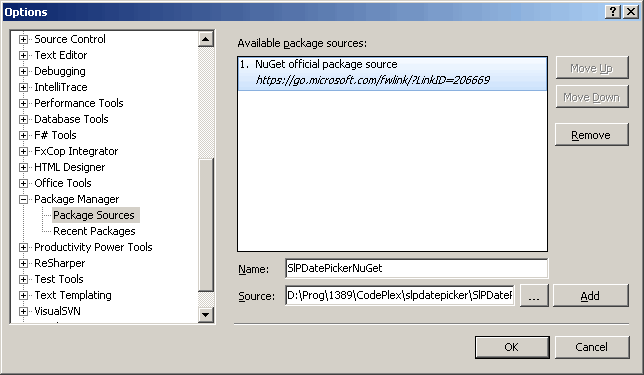 Options
Source Control
Text Editor
Debugging
IntelliTrace
Performance Tools
Database Tools
F# Tools
FxCop Integrator
HTML Designer
Office Tools
Package Manager
Package Sources
Recent Packages
Productivity Power Tools
ReSharper
Test Tools
Text Templating
VisualSVN
Available package sources:
1. NuGet official package source
https://go.microsoft.com/fwlink/?LinkID=206669
Move Up
Move Down
Remove
Name: SlPDatePickerNuGet
Source: D:\Prog\1389\CodePlex\slpdatepicker\SlPDateF ... Add
OK Cancel